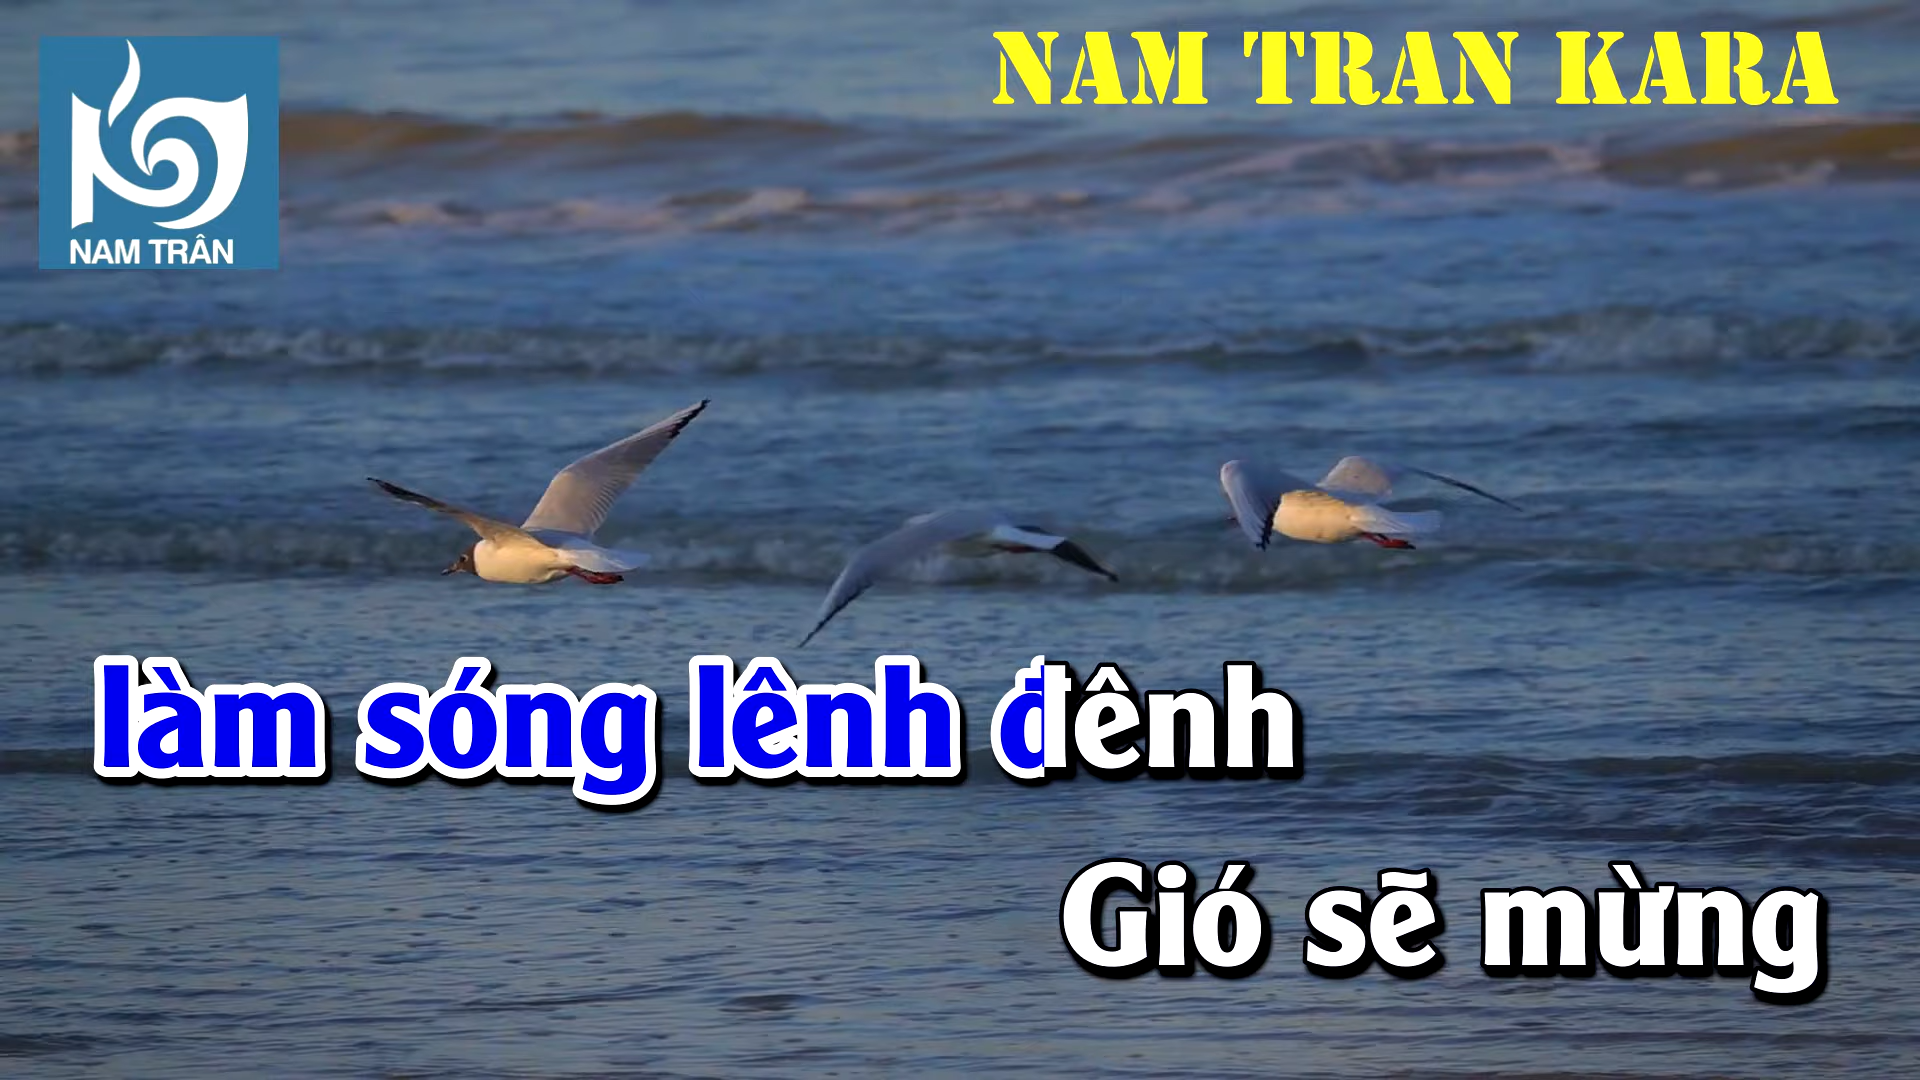 NAM TRAN KARA
NAM TRÂN
làm sóng lênh đênh
Gió sẽ mừng